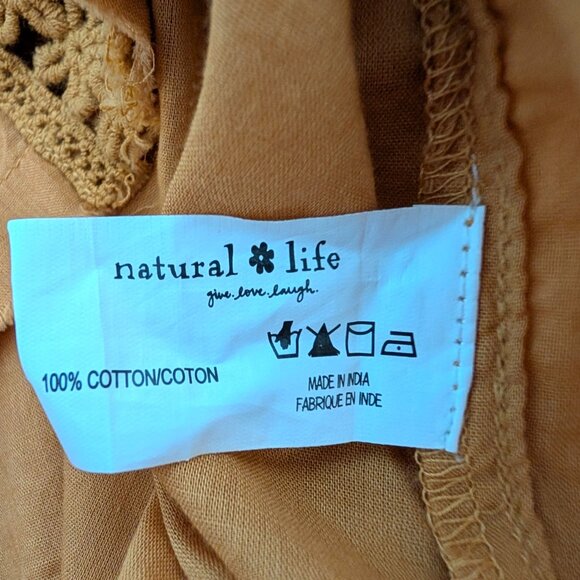 natural life
give.love.laugh.
100% COTTON/COTON
MADE IN INDIA
FABRIQUE EN INDE